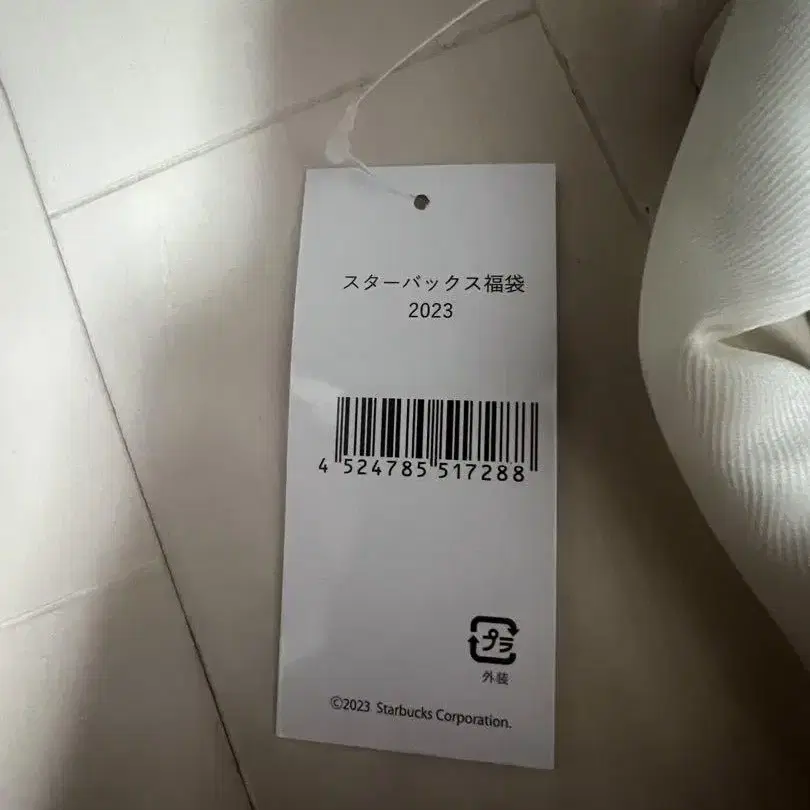 スターバックス福袋
2023
4 524785 517288
プラ
外装
©2023 Starbucks Corporation.